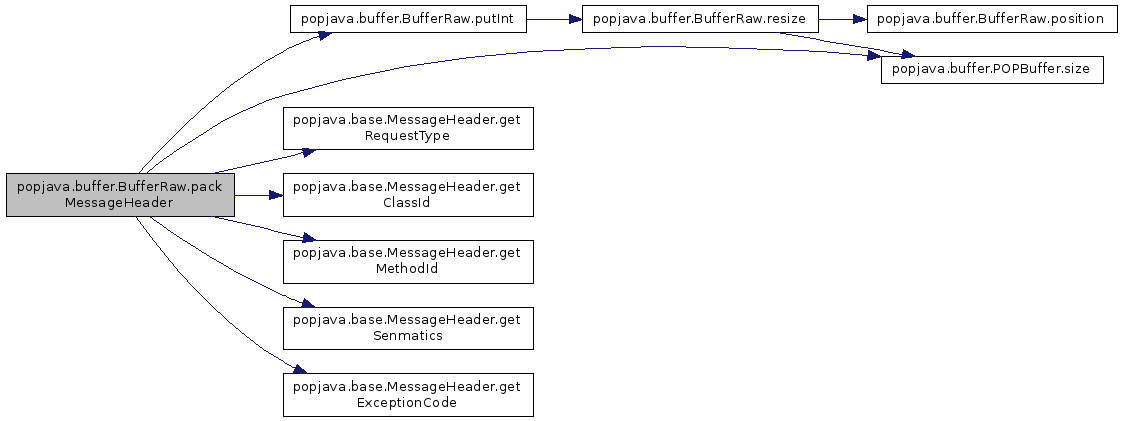 popjava.buffer.BufferRaw.putInt
popjava.buffer.BufferRaw.resize
popjava.buffer.BufferRaw.position
popjava.buffer.POPBuffer.size
popjava.base.MessageHeader.get
RequestType
popjava.buffer.BufferRaw.pack
MessageHeader
popjava.base.MessageHeader.get
ClassId
popjava.base.MessageHeader.get
MethodId
popjava.base.MessageHeader.get
Senmatics
popjava.base.MessageHeader.get
ExceptionCode